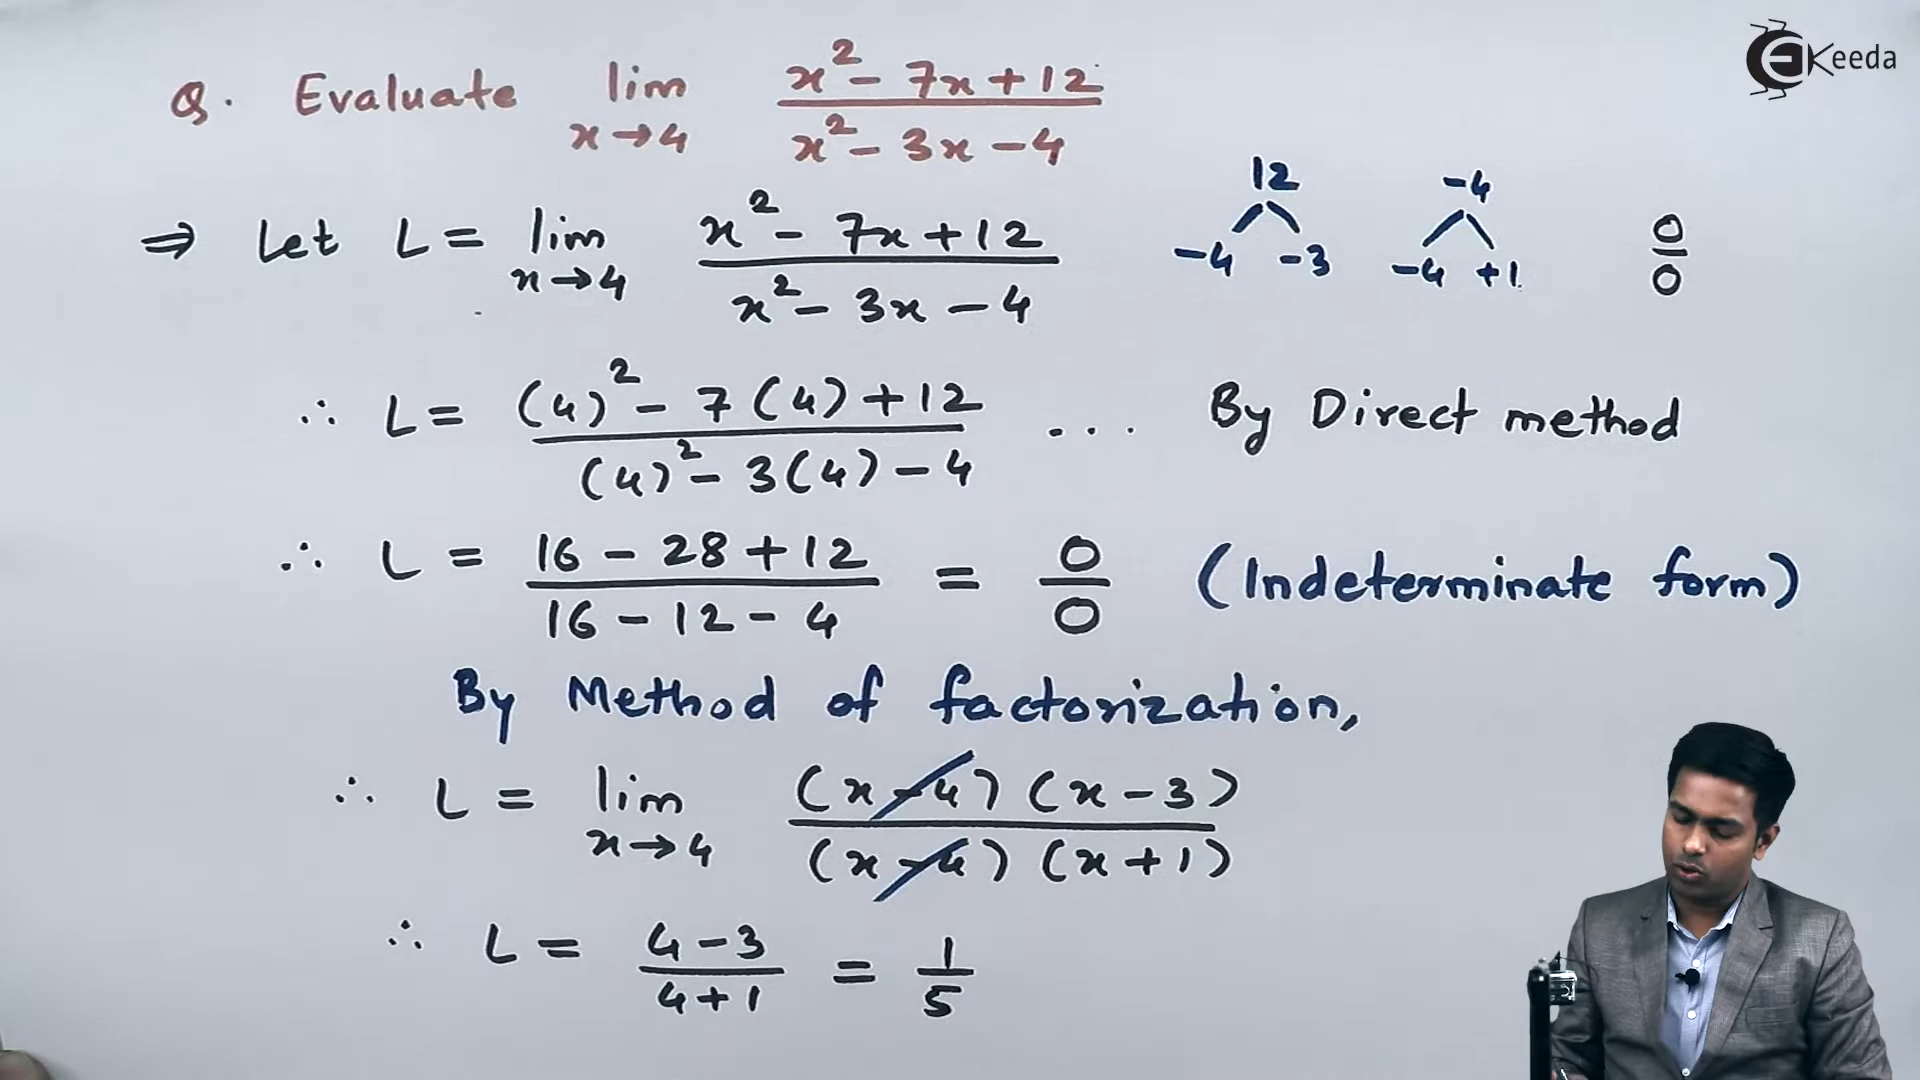 Keeda
Q. Evaluate lim x→4 (x² - 7x + 12)/(x² - 3x - 4)
12
-4 -3
-4
-4 +1
0/0
⇒ Let L = lim x→4 (x² - 7x + 12)/(x² - 3x - 4)
∴ L = ((4)² - 7(4) + 12)/((4)² - 3(4) - 4) ... By Direct method
∴ L = (16 - 28 + 12)/(16 - 12 - 4) = 0/0 (Indeterminate form)
By Method of factorization,
∴ L = lim x→4 ((x-4)(x-3))/((x-4)(x+1))
∴ L = (4-3)/(4+1) = 1/5